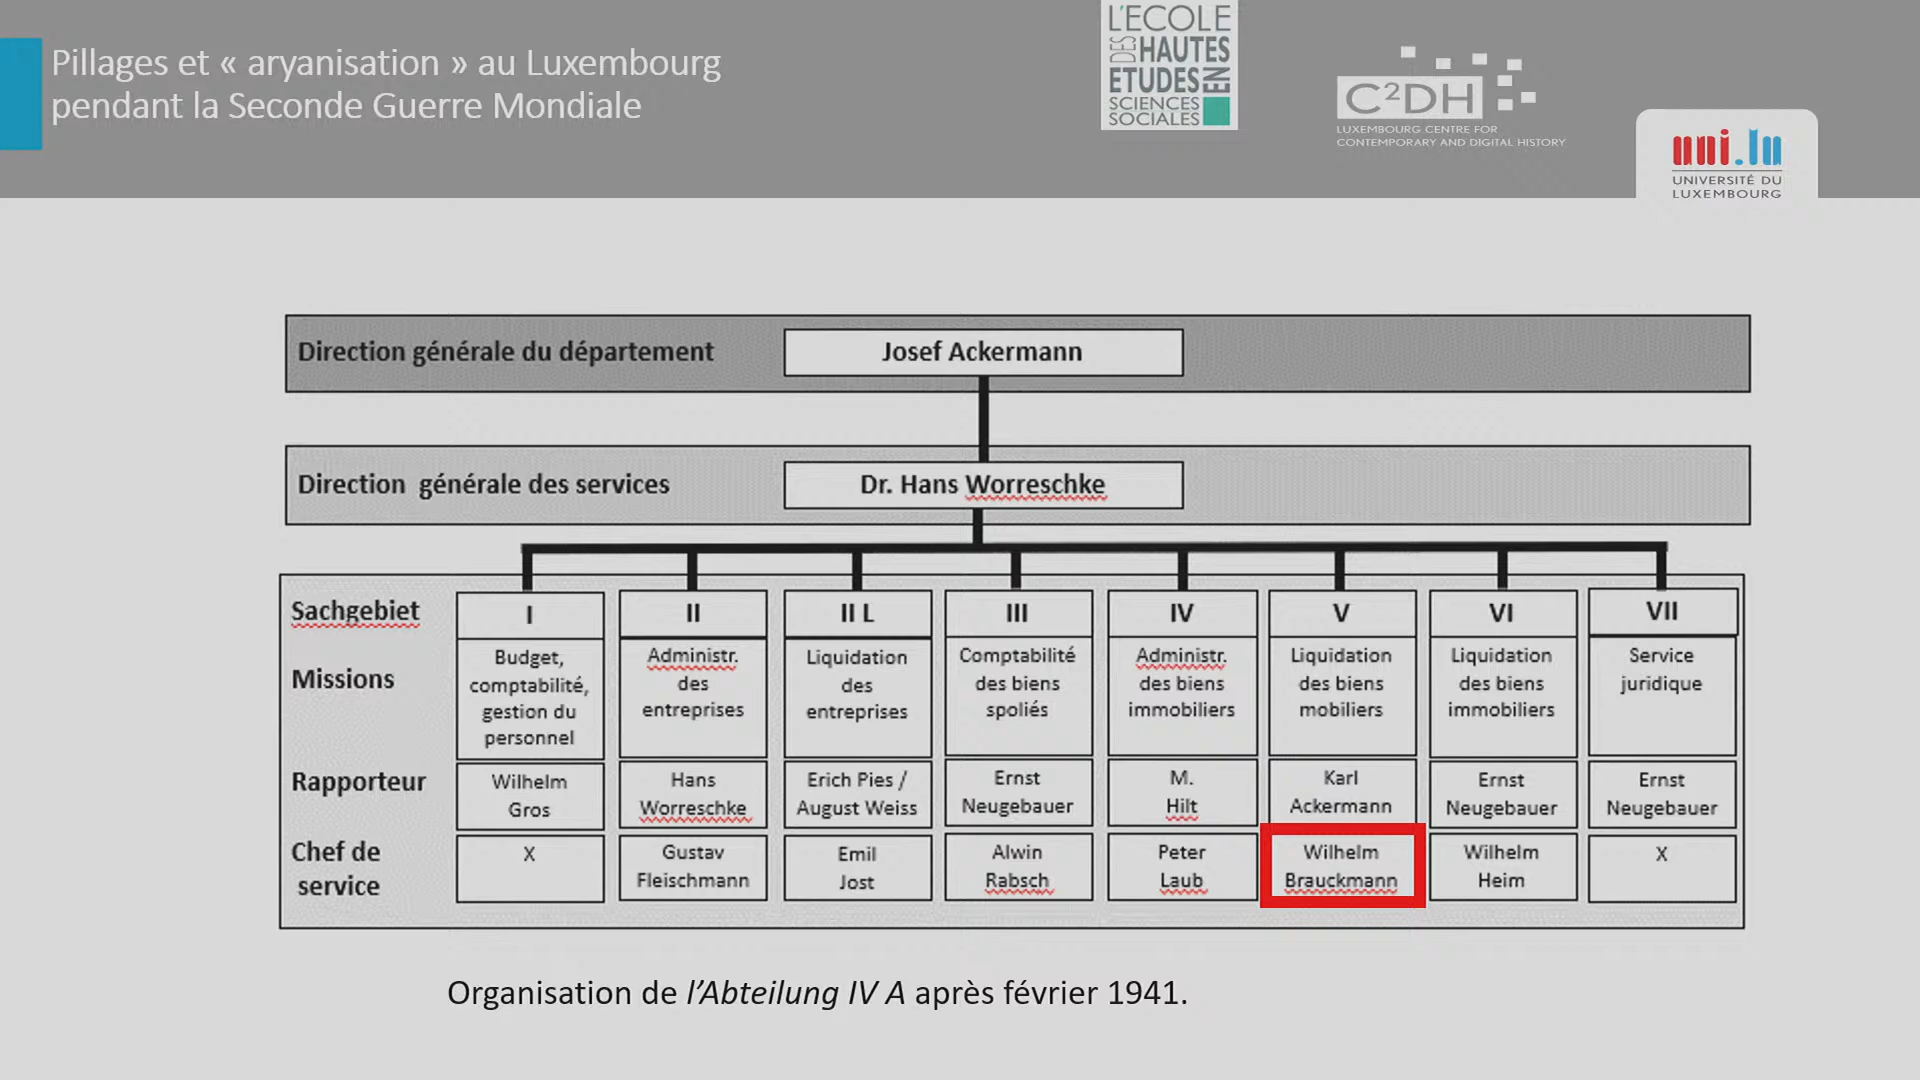 Pillages et « aryanisation » au Luxembourg
pendant la Seconde Guerre Mondiale
L'ECOLE
DES HAUTES
ETUDES EN
SCIENCES
SOCIALES
C²DH
LUXEMBOURG CENTRE FOR
CONTEMPORARY AND DIGITAL HISTORY
uni.lu
UNIVERSITÉ DU
LUXEMBOURG
Direction générale du département
Josef Ackermann
Direction générale des services
Dr. Hans Worreschke
Sachgebiet
I
II
II L
III
IV
V
VI
VII
Missions
Budget,
comptabilité,
gestion du
personnel
Administr.
des
entreprises
Liquidation
des
entreprises
Comptabilité
des biens
spoliés
Administr.
des biens
immobiliers
Liquidation
des biens
mobiliers
Liquidation
des biens
immobiliers
Service
juridique
Rapporteur
Wilhelm
Gros
Hans
Worreschke
Erich Pies /
August Weiss
Ernst
Neugebauer
M.
Hilt
Karl
Ackermann
Ernst
Neugebauer
Ernst
Neugebauer
Chef de
service
X
Gustav
Fleischmann
Emil
Jost
Alwin
Rabsch
Peter
Laub
Wilhelm
Brauckmann
Wilhelm
Heim
X
Organisation de l'Abteilung IV A après février 1941.